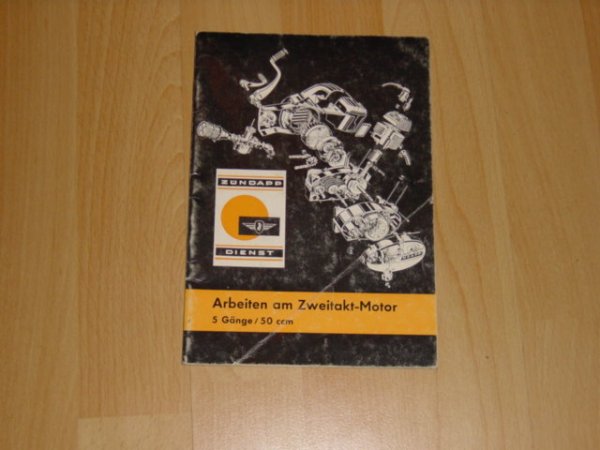 ZÜNDAPP
DIENST
Arbeiten am Zweitakt-Motor
5 Gänge/50 ccm